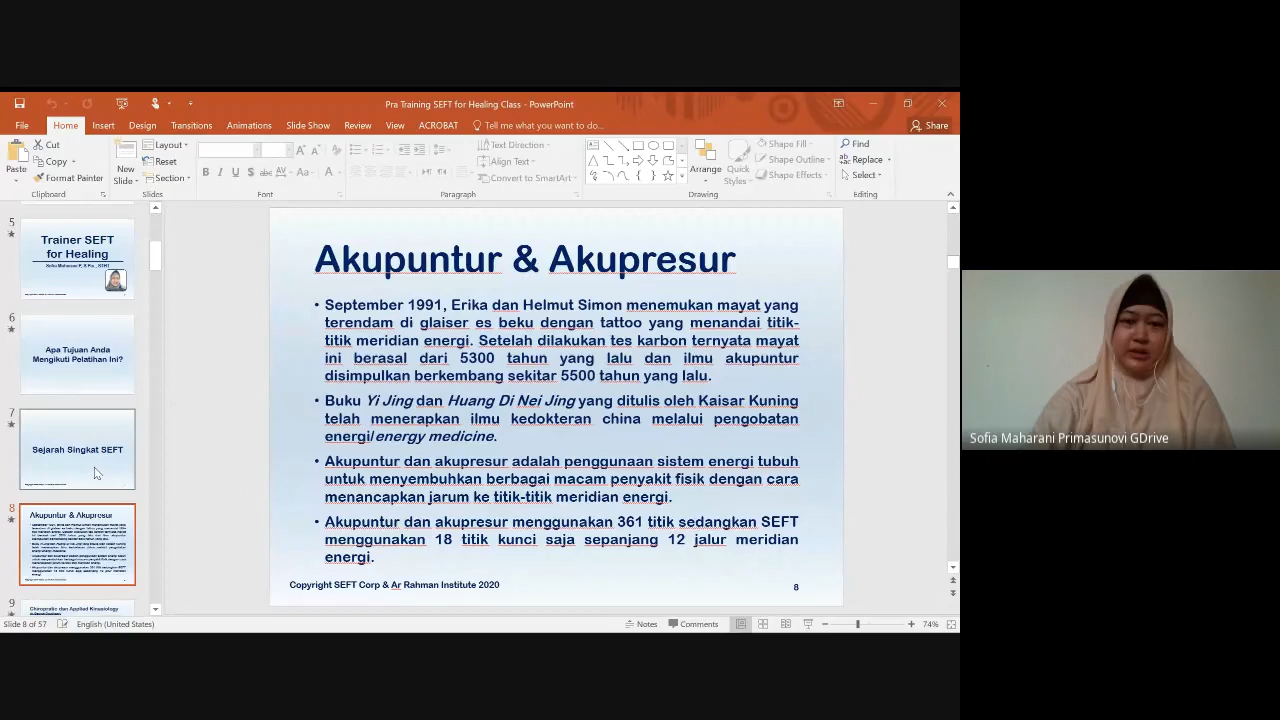 Pra Training SEFT for Healing Class - PowerPoint
File Home Insert Design Transitions Animations Slide Show Review View ACROBAT Tell me what you want to do... Share
Paste Cut Copy Format Painter
Clipboard
New Slide Layout Reset Section
Slides
B I U S abc AV Aa A
Font
Text Direction Align Text Convert to SmartArt
Paragraph
Arrange Quick Styles Shape Fill Shape Outline Shape Effects
Drawing
Find Replace Select
Editing
5
Trainer SEFT
for Healing
6
Apa Tujuan Anda
Mengikuti Pelatihan Ini?
7
Sejarah Singkat SEFT
8
Akupuntur & Akupresur
9
Chiropratic dan Applied Kinesiology
Akupuntur & Akupresur
• September 1991, Erika dan Helmut Simon menemukan mayat yang
terendam di glaiser es beku dengan tattoo yang menandai titik-
titik meridian energi. Setelah dilakukan tes karbon ternyata mayat
ini berasal dari 5300 tahun yang lalu dan ilmu akupuntur
disimpulkan berkembang sekitar 5500 tahun yang lalu.
• Buku Yi Jing dan Huang Di Nei Jing yang ditulis oleh Kaisar Kuning
telah menerapkan ilmu kedokteran china melalui pengobatan
energi/energy medicine.
• Akupuntur dan akupresur adalah penggunaan sistem energi tubuh
untuk menyembuhkan berbagai macam penyakit fisik dengan cara
menancapkan jarum ke titik-titik meridian energi.
• Akupuntur dan akupresur menggunakan 361 titik sedangkan SEFT
menggunakan 18 titik kunci saja sepanjang 12 jalur meridian
energi.
Copyright SEFT Corp & Ar Rahman Institute 2020 8
Slide 8 of 57 English (United States) Notes Comments 74%
Sofia Maharani Primasunovi GDrive